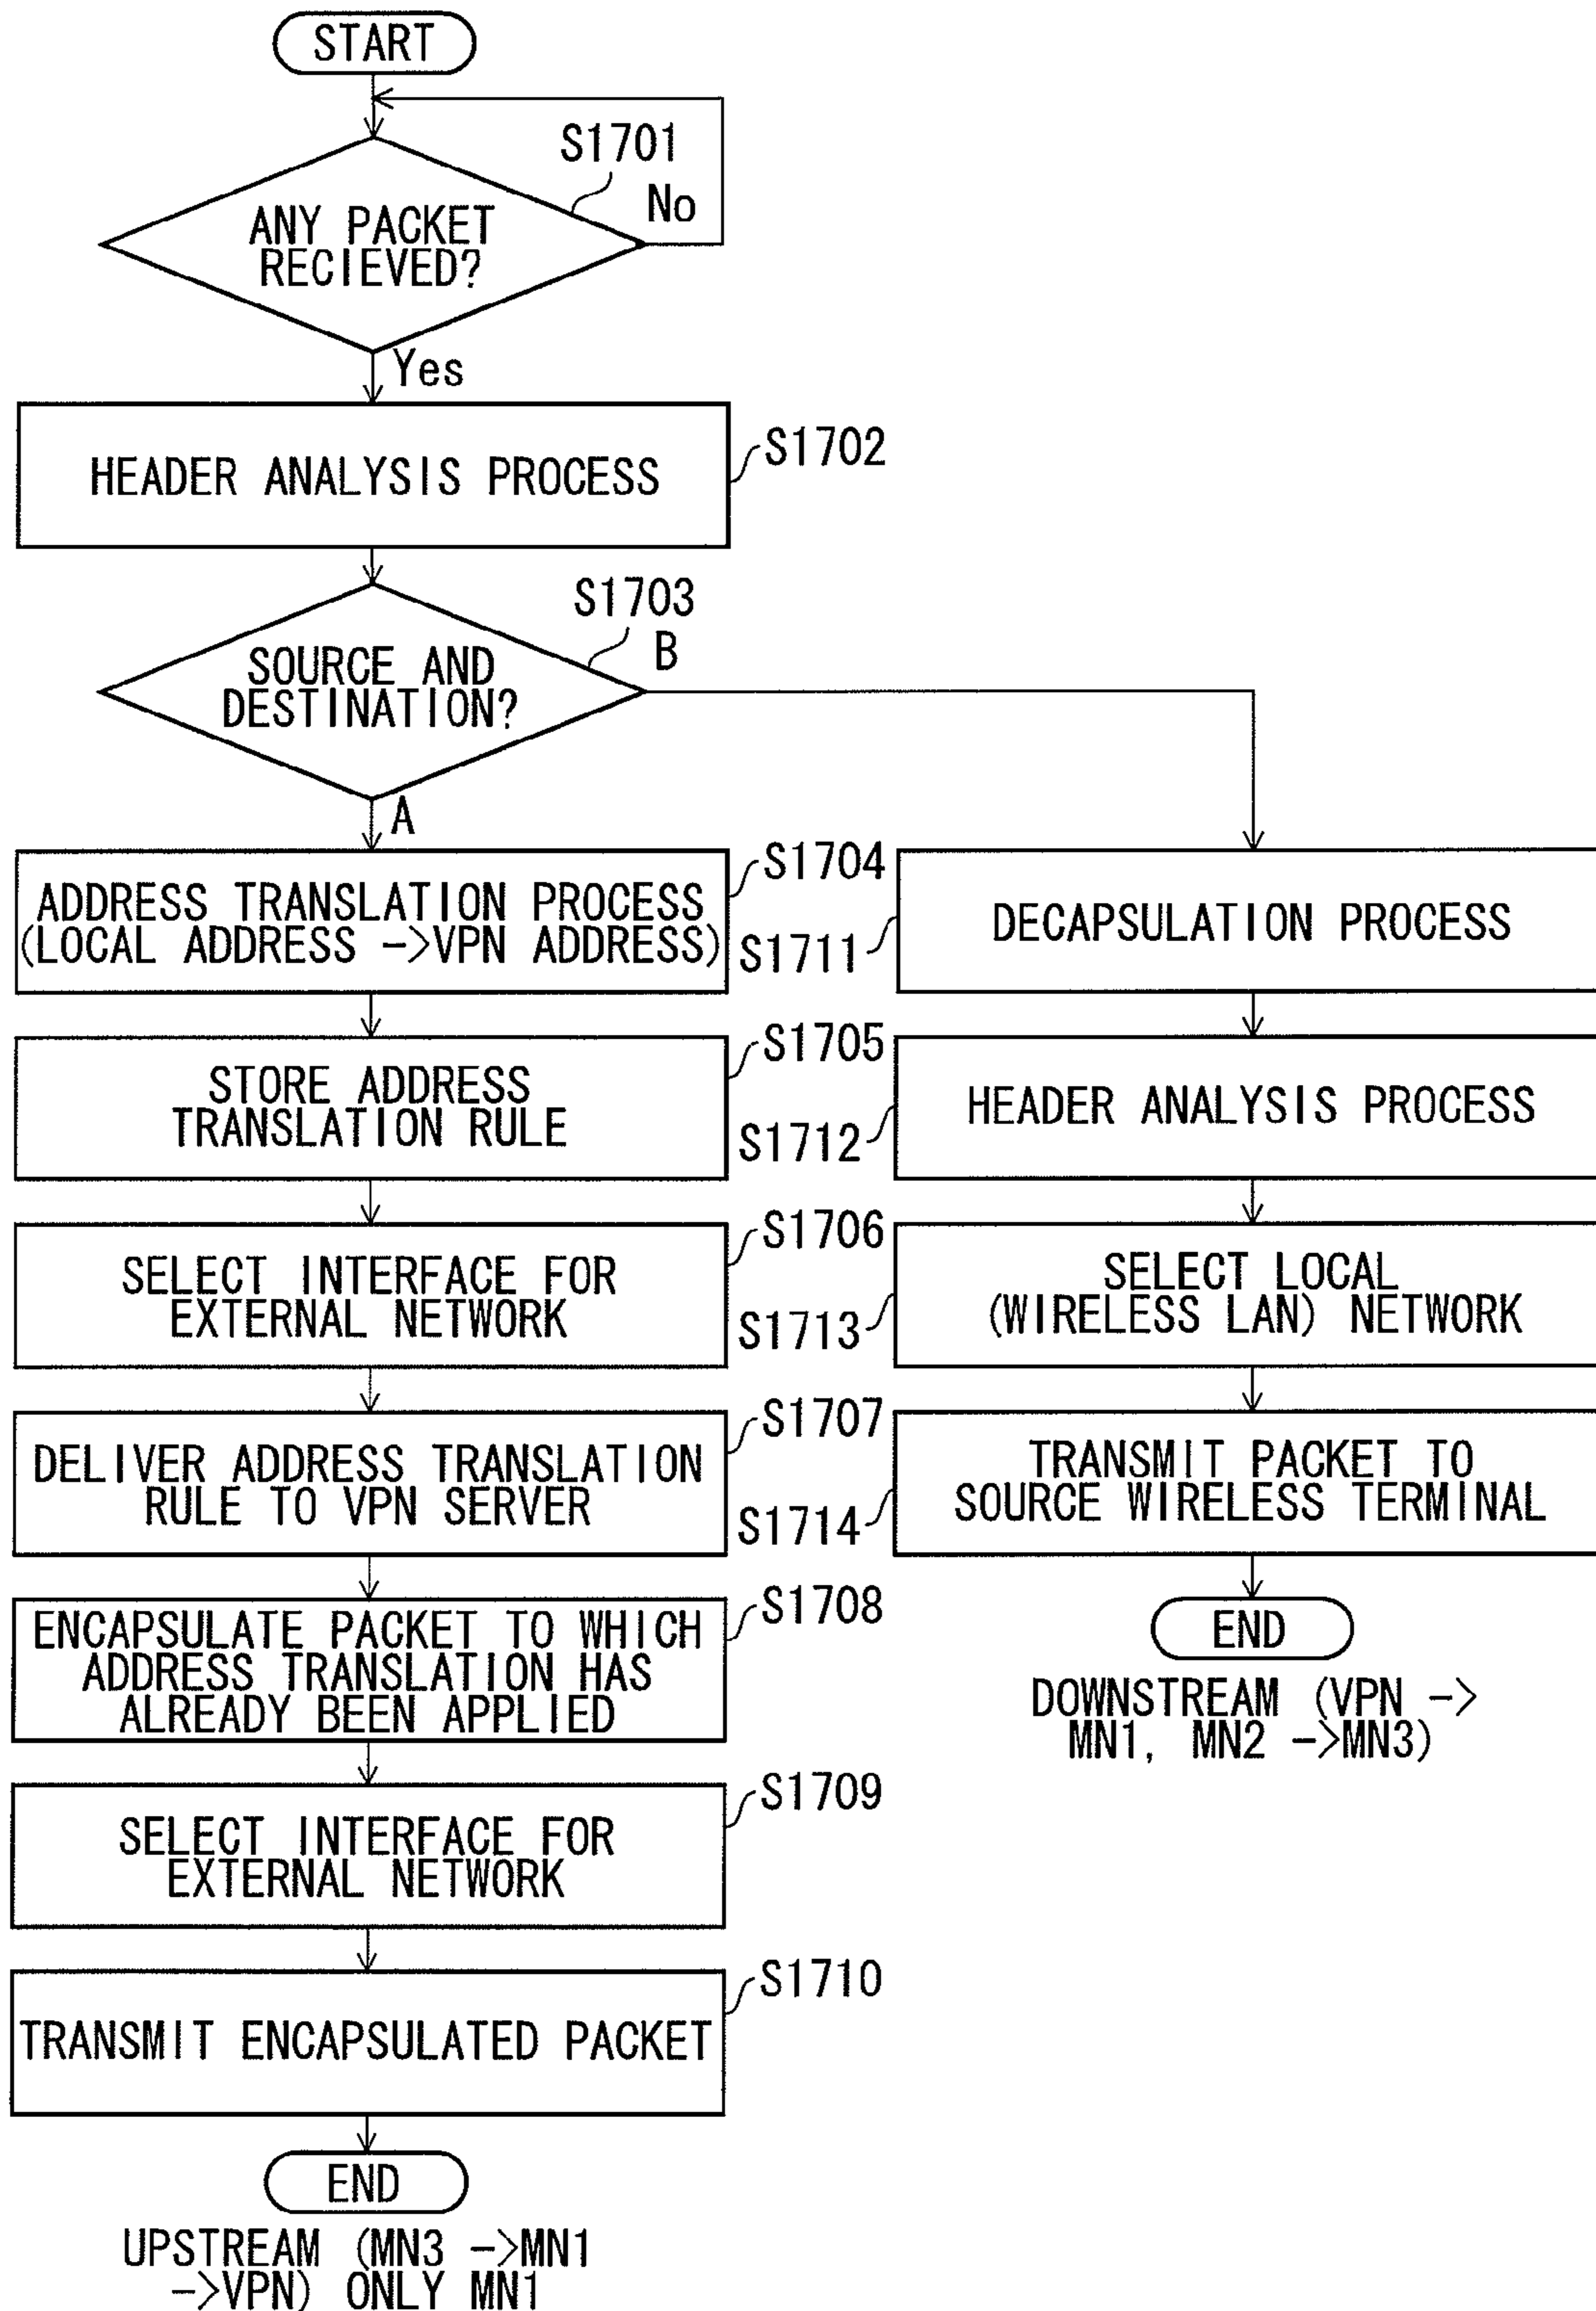 START
S1701
No
ANY PACKET
RECIEVED?
Yes
HEADER ANALYSIS PROCESS
S1702
S1703
B
SOURCE AND
DESTINATION?
A
ADDRESS TRANSLATION PROCESS
(LOCAL ADDRESS ->VPN ADDRESS)
S1704
STORE ADDRESS
TRANSLATION RULE
S1705
SELECT INTERFACE FOR
EXTERNAL NETWORK
S1706
DELIVER ADDRESS TRANSLATION
RULE TO VPN SERVER
S1707
ENCAPSULATE PACKET TO WHICH
ADDRESS TRANSLATION HAS
ALREADY BEEN APPLIED
S1708
SELECT INTERFACE FOR
EXTERNAL NETWORK
S1709
TRANSMIT ENCAPSULATED PACKET
S1710
END
UPSTREAM (MN3 ->MN1
->VPN) ONLY MN1
S1711
DECAPSULATION PROCESS
S1712
HEADER ANALYSIS PROCESS
S1713
SELECT LOCAL
(WIRELESS LAN) NETWORK
S1714
TRANSMIT PACKET TO
SOURCE WIRELESS TERMINAL
END
DOWNSTREAM (VPN ->
MN1, MN2 ->MN3)